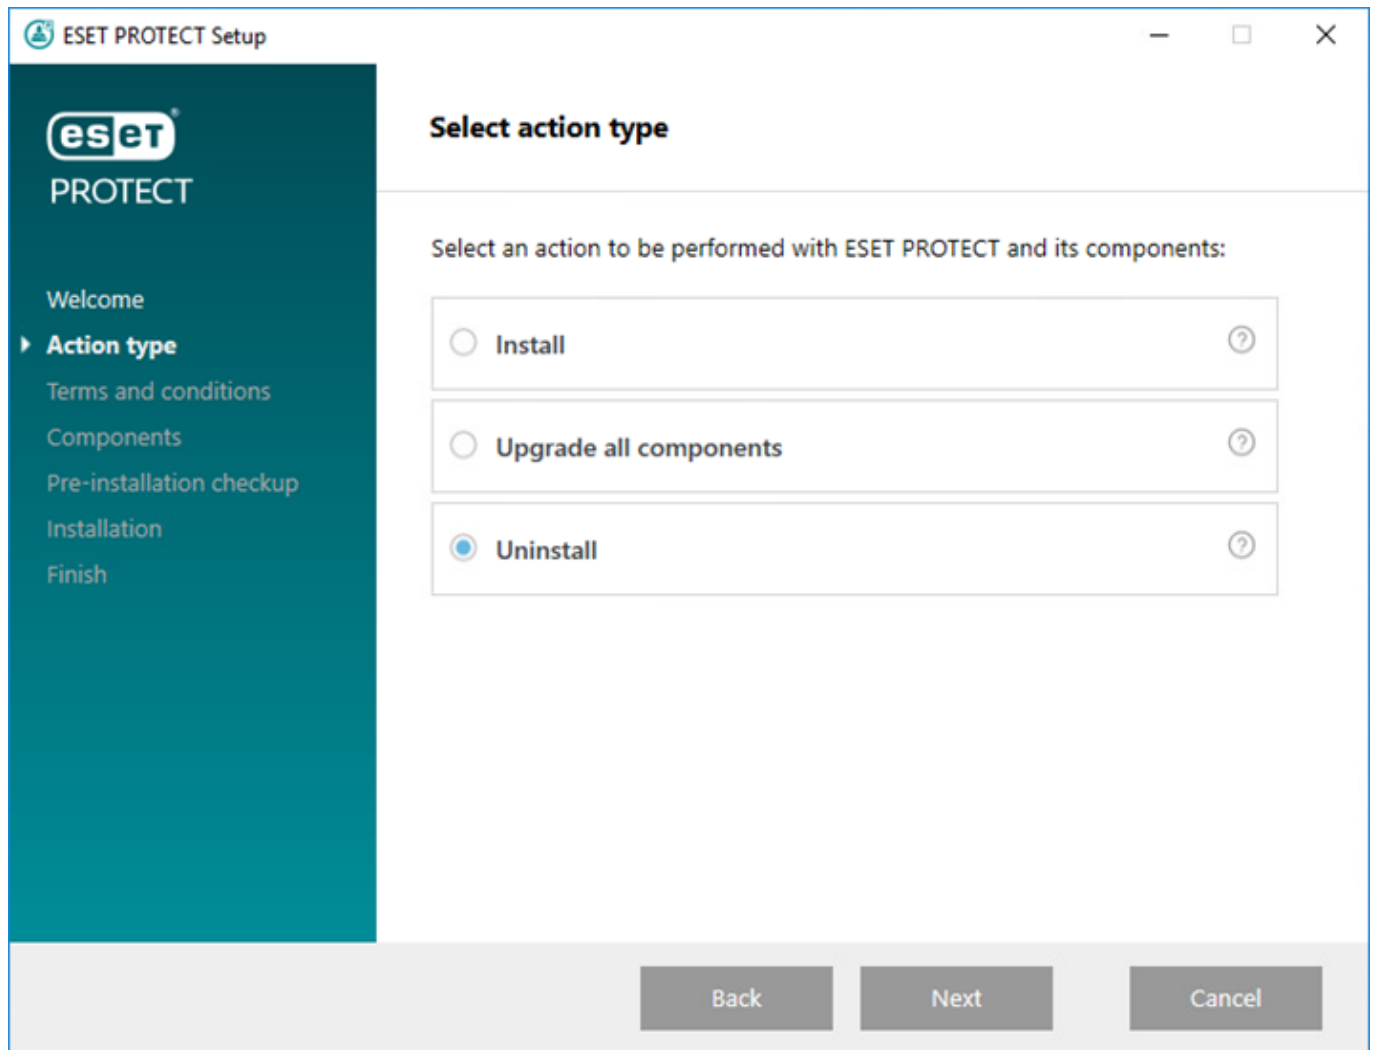 ESET PROTECT Setup
eseT®
PROTECT
Welcome
Action type
Terms and conditions
Components
Pre-installation checkup
Installation
Finish
Select action type
Select an action to be performed with ESET PROTECT and its components:
Install
?
Upgrade all components
?
Uninstall
?
Back
Next
Cancel